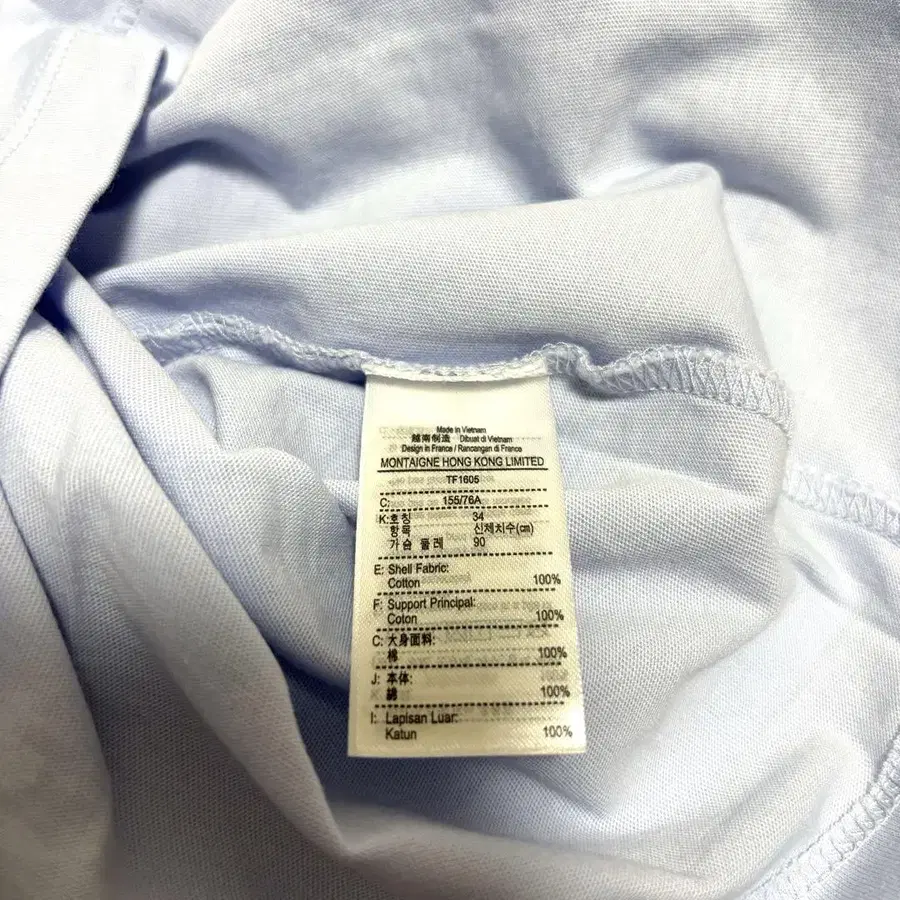 Made in Vietnam
越南制造 Dibuat di Vietnam
Design in France / Rancangan di France
MONTAIGNE HONG KONG LIMITED
TF1605
C: 155/76A
K: 호칭 34
항목 신체치수(cm)
가슴 둘레 90
E: Shell Fabric:
Cotton 100%
F: Support Principal:
Coton 100%
C: 大身面料:
棉 100%
J: 本体:
綿 100%
I: Lapisan Luar:
Katun 100%